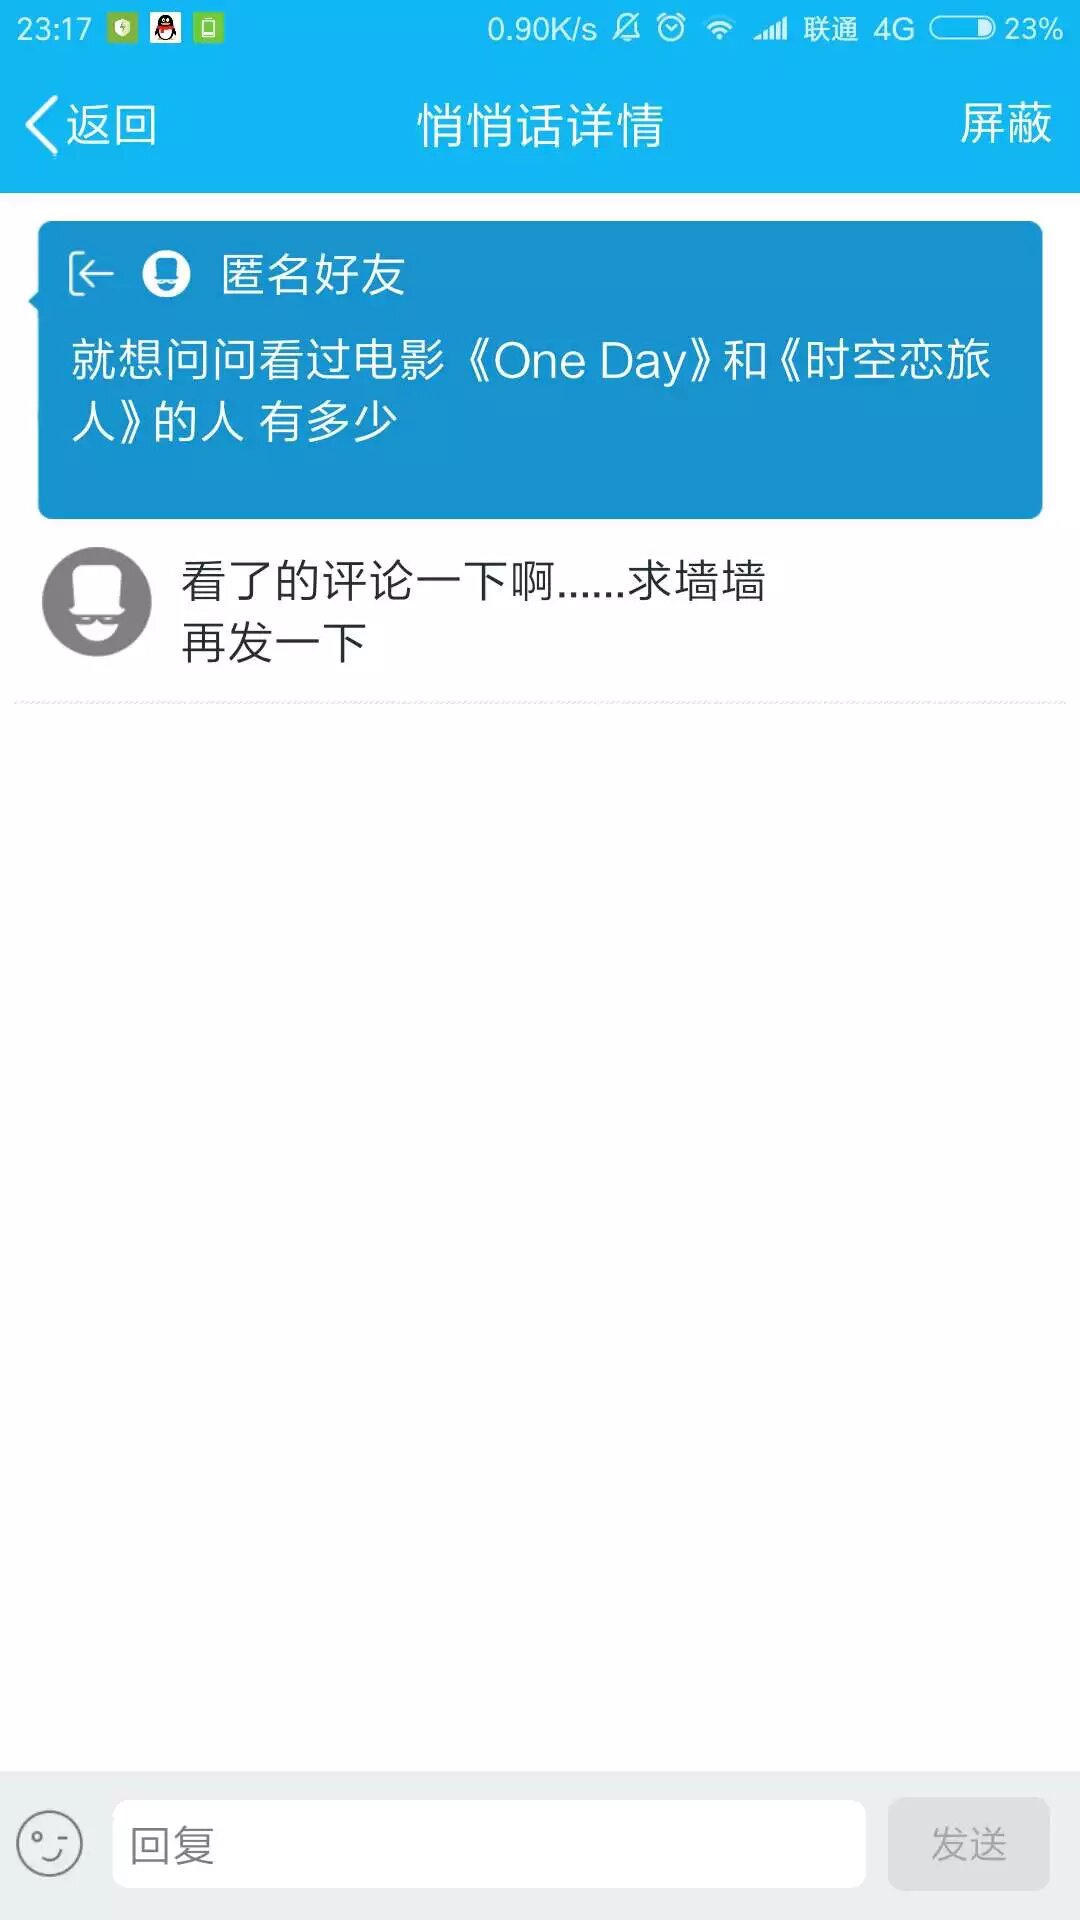 23:17 0.90K/s 联通 4G 23%
返回 悄悄话详情 屏蔽
匿名好友
就想问问看过电影《One Day》和《时空恋旅
人》的人 有多少
看了的评论一下啊......求墙墙
再发一下
回复 发送